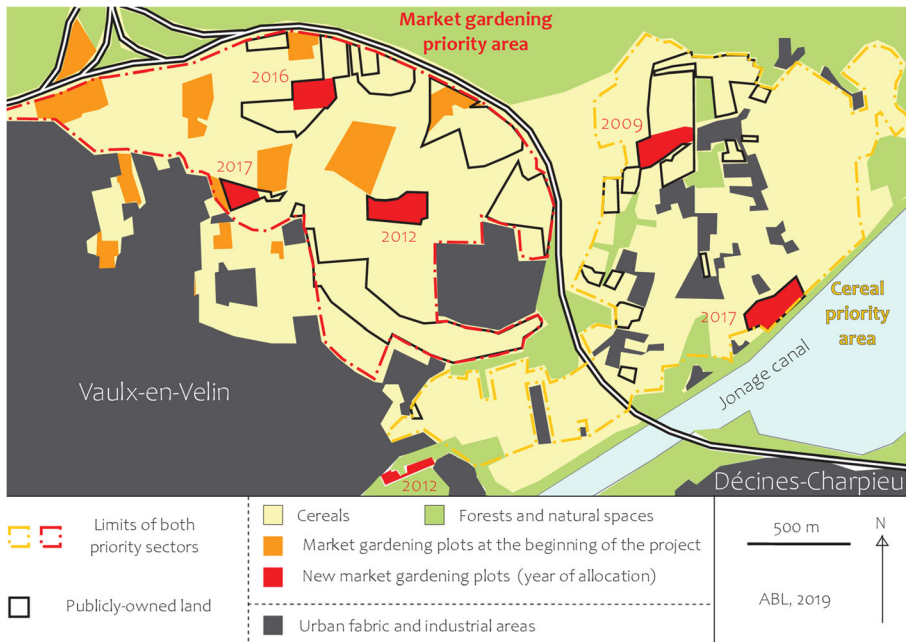 Market gardening
priority area
2016
2009
2017
2012
2017
Cereal
priority
area
Jonage canal
Vaulx-en-Velin
2012
Décines-Charpieu
Limits of both
priority sectors
Publicly-owned land
Cereals
Forests and natural spaces
Market gardening plots at the beginning of the project
New market gardening plots (year of allocation)
Urban fabric and industrial areas
500 m
N
ABL, 2019